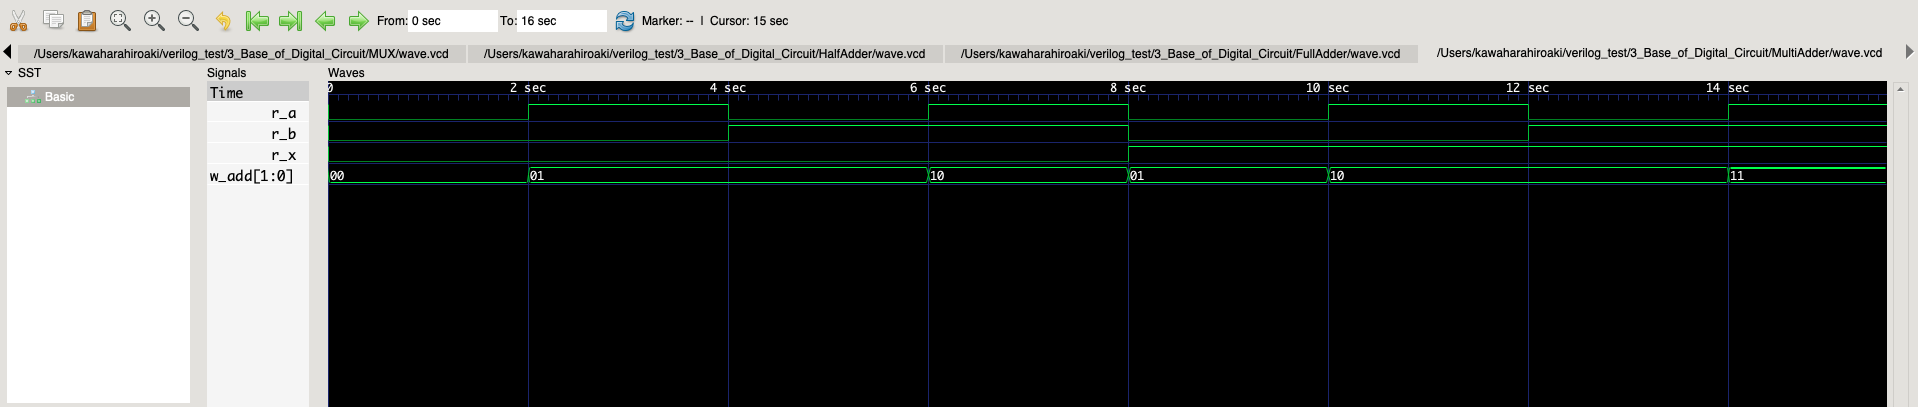 From: 0 sec To: 16 sec Marker: -- | Cursor: 15 sec
/Users/kawaharahiroaki/verilog_test/3_Base_of_Digital_Circuit/MUX/wave.vcd /Users/kawaharahiroaki/verilog_test/3_Base_of_Digital_Circuit/HalfAdder/wave.vcd /Users/kawaharahiroaki/verilog_test/3_Base_of_Digital_Circuit/FullAdder/wave.vcd /Users/kawaharahiroaki/verilog_test/3_Base_of_Digital_Circuit/MultiAdder/wave.vcd
SST Signals Waves
Basic
Time 0 2 sec 4 sec 6 sec 8 sec 10 sec 12 sec 14 sec
r_a
r_b
r_x
w_add[1:0] 00 01 10 01 10 11